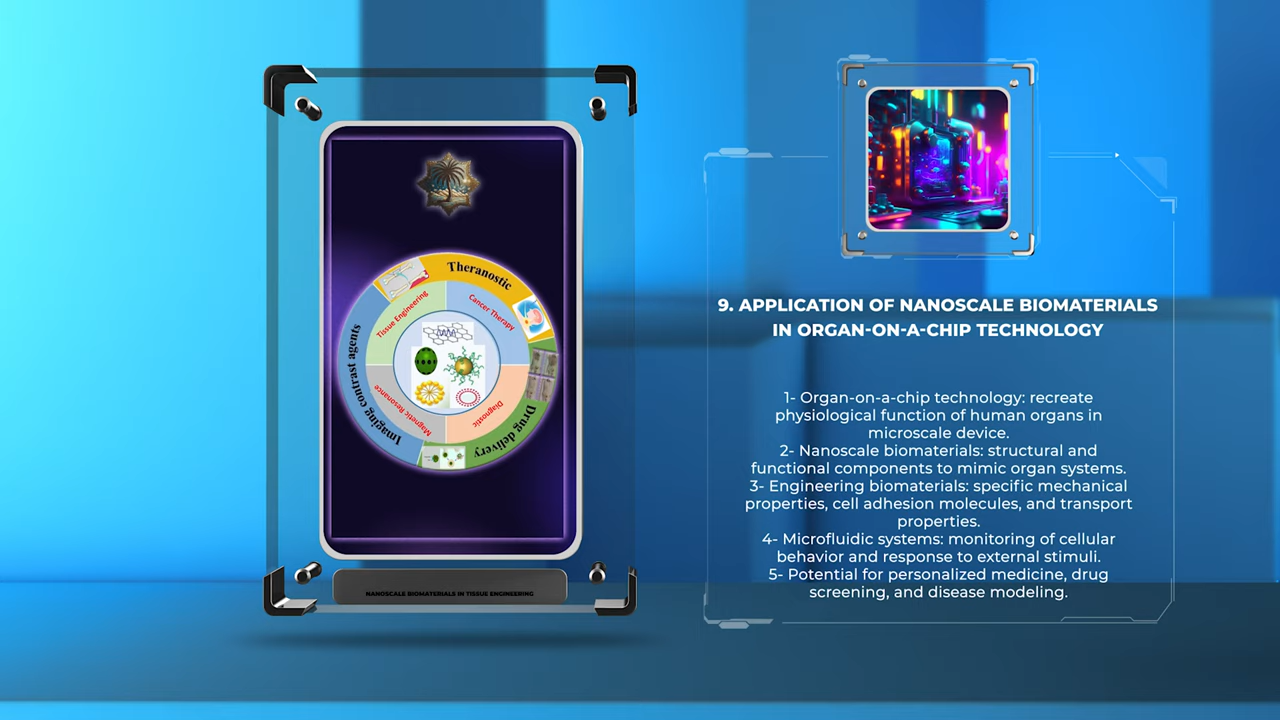 Theranostic
Tissue Engineering
Cancer Therapy
Imaging contrast agents
Magnetic Resonance
Diagnostic
Drug delivery
NANOSCALE BIOMATERIALS IN TISSUE ENGINEERING
9. APPLICATION OF NANOSCALE BIOMATERIALS
IN ORGAN-ON-A-CHIP TECHNOLOGY
1- Organ-on-a-chip technology: recreate
physiological function of human organs in
microscale device.
2- Nanoscale biomaterials: structural and
functional components to mimic organ systems.
3- Engineering biomaterials: specific mechanical
properties, cell adhesion molecules, and transport
properties.
4- Microfluidic systems: monitoring of cellular
behavior and response to external stimuli.
5- Potential for personalized medicine, drug
screening, and disease modeling.